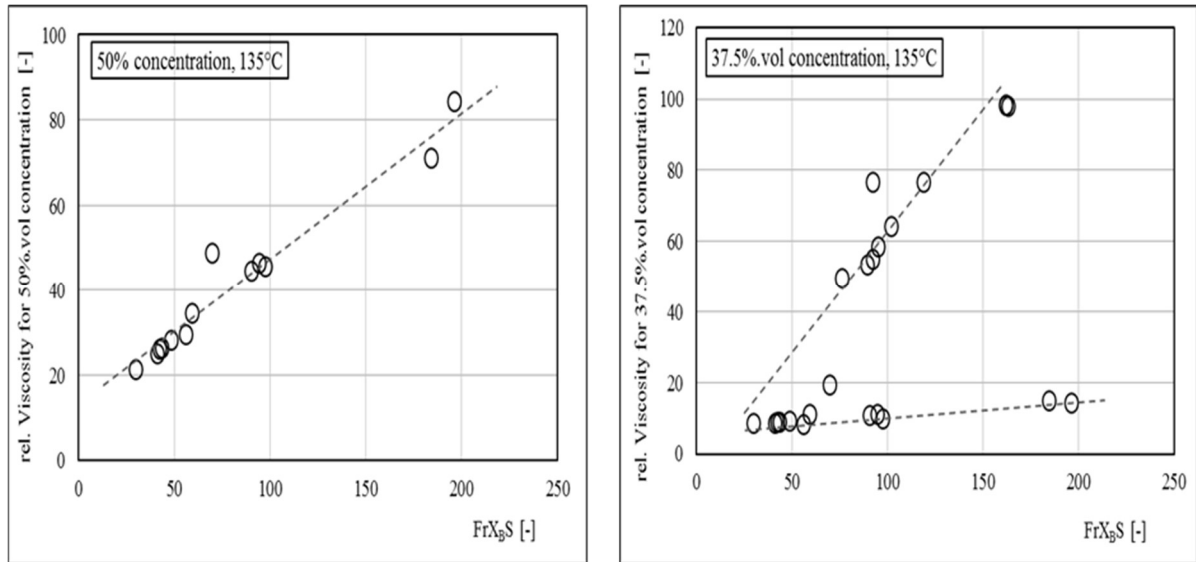 rel. Viscosity for 50%.vol concentration [-]
100
80
60
40
20
0
50% concentration, 135°C
0 50 100 150 200 250
FrX_BS [-]
rel. Viscosity for 37.5%.vol concentration [-]
120
100
80
60
40
20
0
37.5%.vol concentration, 135°C
0 50 100 150 200 250
FrX_BS [-]